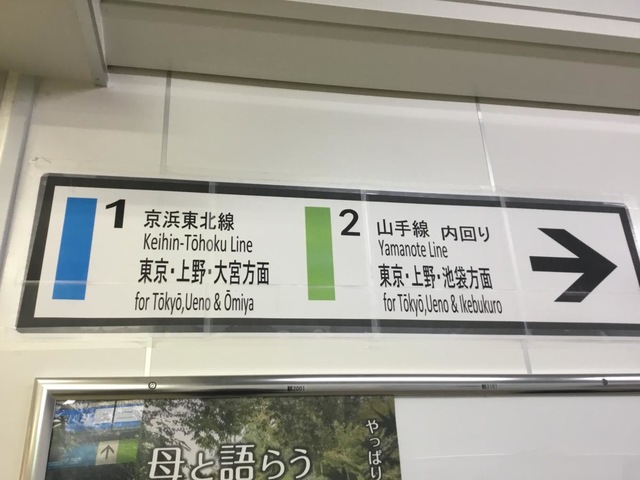 1 京浜東北線
Keihin-Tōhoku Line
東京・上野・大宮方面
for Tōkyō,Ueno & Ōmiya
2 山手線 内回り
Yamanote Line
東京・上野・池袋方面
for Tōkyō,Ueno & Ikebukuro
母と語らう
やっぱり